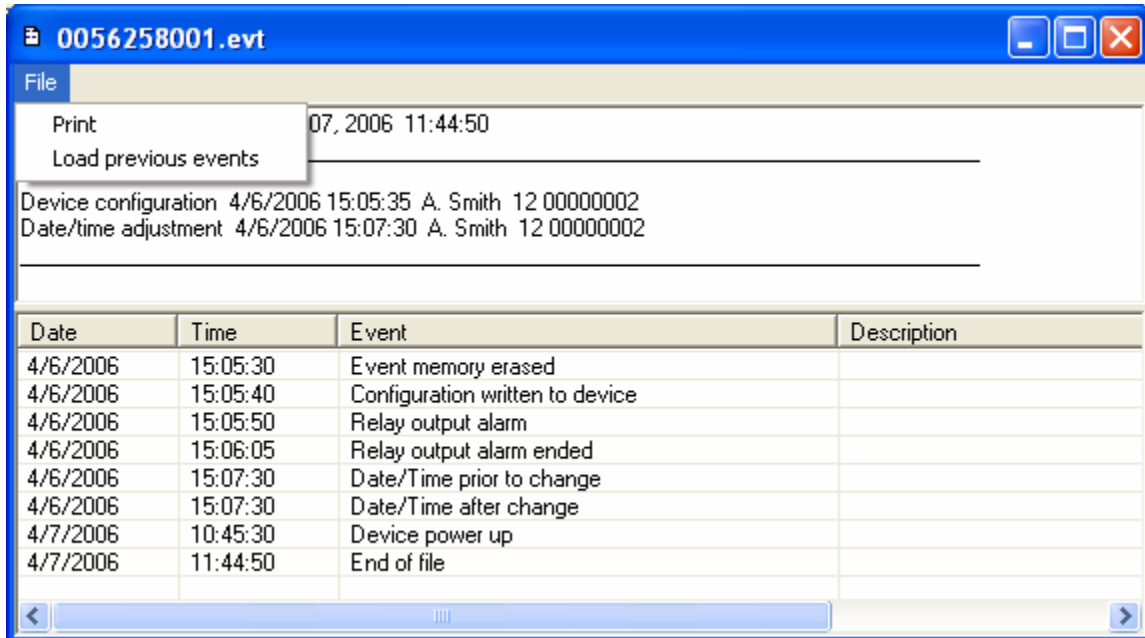 0056258001.evt
File
Print
07, 2006 11:44:50
Load previous events
Device configuration 4/6/2006 15:05:35 A. Smith 12 00000002
Date/time adjustment 4/6/2006 15:07:30 A. Smith 12 00000002
Date Time Event Description
4/6/2006 15:05:30 Event memory erased
4/6/2006 15:05:40 Configuration written to device
4/6/2006 15:05:50 Relay output alarm
4/6/2006 15:06:05 Relay output alarm ended
4/6/2006 15:07:30 Date/Time prior to change
4/6/2006 15:07:30 Date/Time after change
4/7/2006 10:45:30 Device power up
4/7/2006 11:44:50 End of file